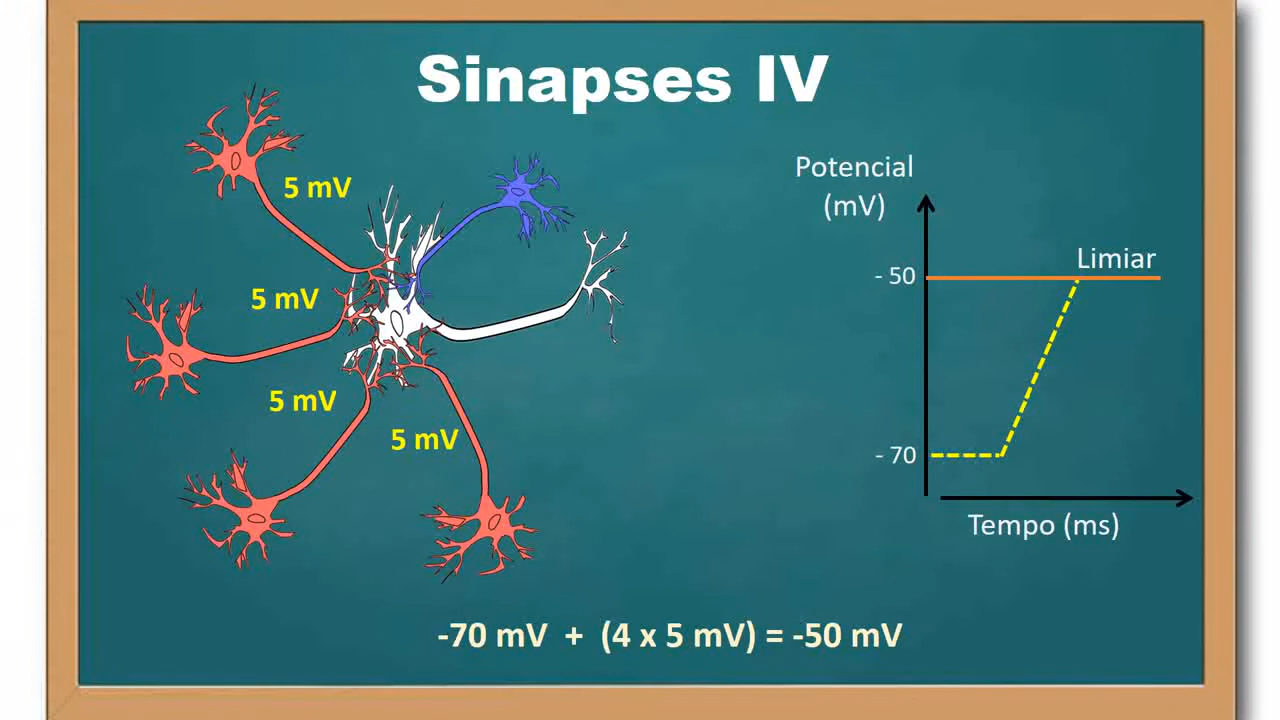 Sinapses IV
5 mV
5 mV
5 mV
5 mV
Potencial
(mV)
- 50
Limiar
- 70
Tempo (ms)
-70 mV + (4 x 5 mV) = -50 mV